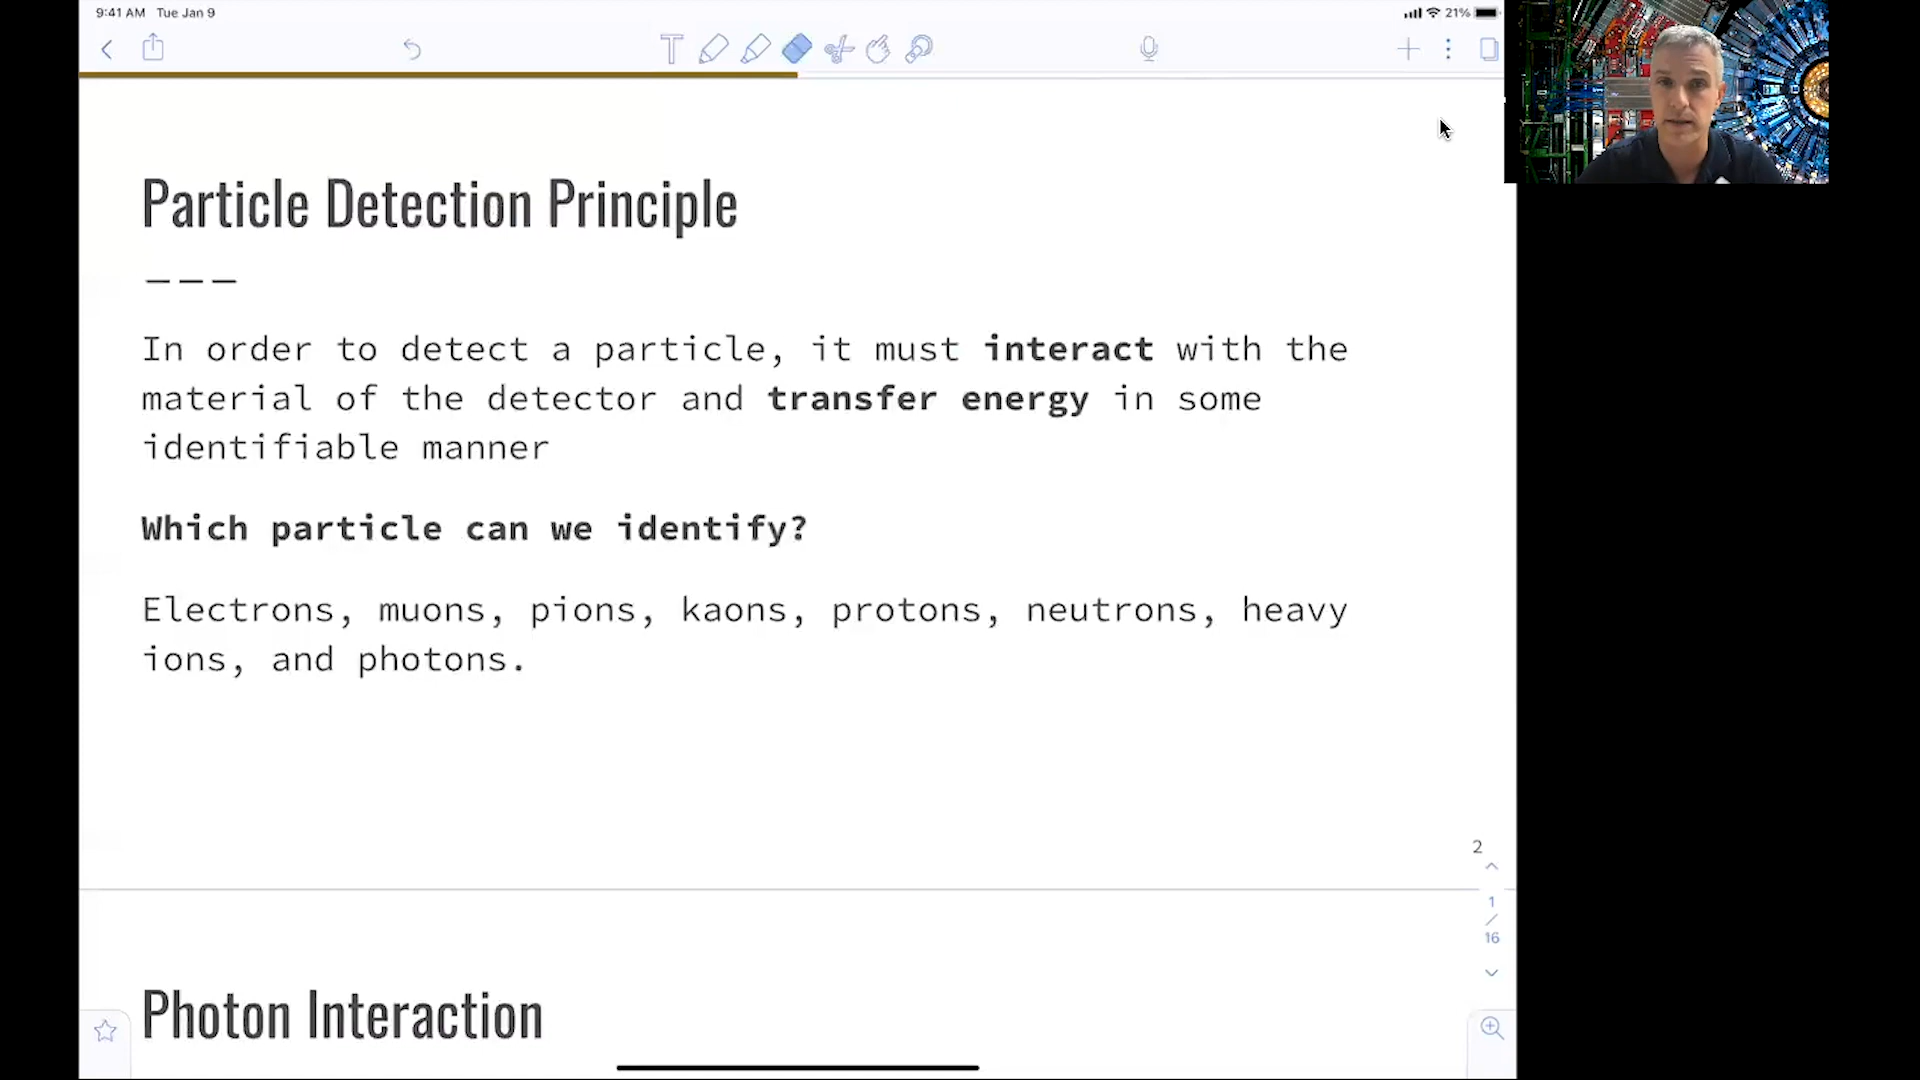 9:41 AM Tue Jan 9
21%
T
Particle Detection Principle
———
In order to detect a particle, it must interact with the
material of the detector and transfer energy in some
identifiable manner
Which particle can we identify?
Electrons, muons, pions, kaons, protons, neutrons, heavy
ions, and photons.
2
1
/
16
Photon Interaction